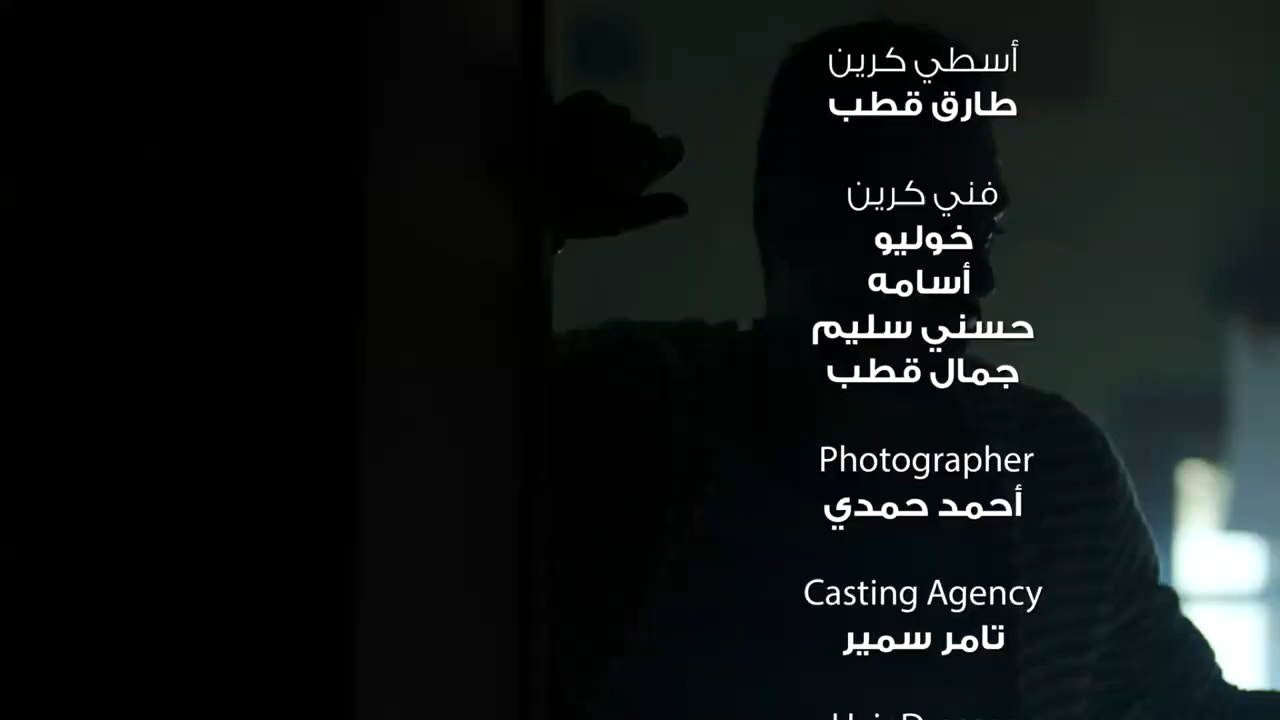 أسطي كرين
طارق قطب
فني كرين
خوليو
أسامه
حسني سليم
جمال قطب
Photographer
أحمد حمدي
Casting Agency
تامر سمير